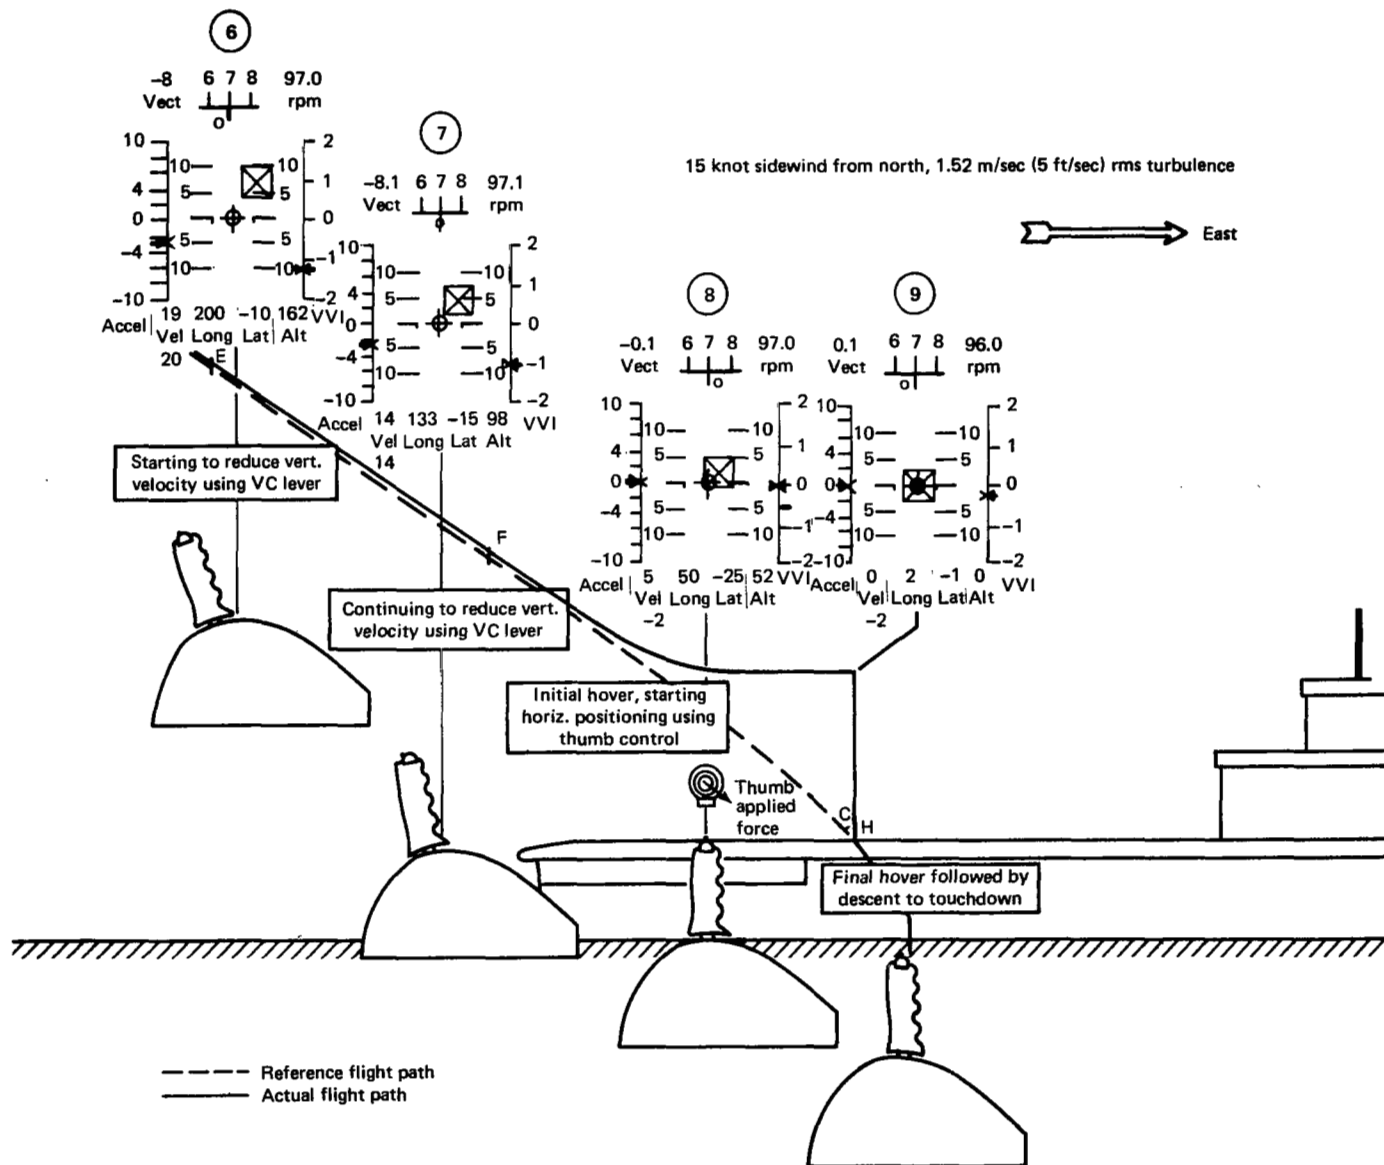 6
-8 6 7 8 97.0
Vect rpm
O
10 2
10 10
1
4 5 5
0 0
5 5
-4 -1
10 10
-10 -2
19 200 -10 162 VVI
Accel Vel Long Lat Alt
20
E
7
-8.1 6 7 8 97.1
Vect rpm
10 2
10 10
1
4 5 5
0 0
5 5
-4 -1
10 10
-10 -2
Accel 14 133 -15 98 VVI
Vel Long Lat Alt
14
15 knot sidewind from north, 1.52 m/sec (5 ft/sec) rms turbulence
East
8
-0.1 6 7 8 97.0
Vect rpm
O
10 2
10 10
4 5 5 1
0 0
-4 5 5
10 10 -1
-10 -2
5 50 -25 52 VVI
Accel Vel Long Lat Alt
-2
9
0.1 6 7 8 96.0
Vect rpm
O
10 2
10 10
4 5 5 1
0 0
-4 5 5
10 10 -1
-10 -2
Accel 0 2 -1 0 VVI
Vel Long Lat Alt
-2
Starting to reduce vert.
velocity using VC lever
F
Continuing to reduce vert.
velocity using VC lever
Initial hover, starting
horiz. positioning using
thumb control
Thumb
applied
force
C
H
Final hover followed by
descent to touchdown
Reference flight path
Actual flight path